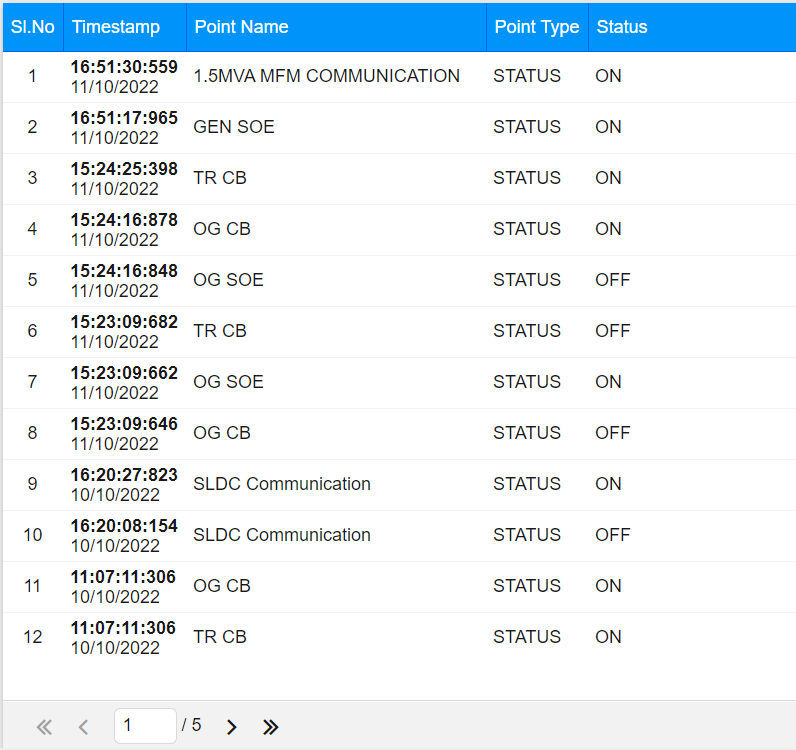 Sl.No Timestamp Point Name Point Type Status
1 16:51:30:559 11/10/2022 1.5MVA MFM COMMUNICATION STATUS ON
2 16:51:17:965 11/10/2022 GEN SOE STATUS ON
3 15:24:25:398 11/10/2022 TR CB STATUS ON
4 15:24:16:878 11/10/2022 OG CB STATUS ON
5 15:24:16:848 11/10/2022 OG SOE STATUS OFF
6 15:23:09:682 11/10/2022 TR CB STATUS OFF
7 15:23:09:662 11/10/2022 OG SOE STATUS ON
8 15:23:09:646 11/10/2022 OG CB STATUS OFF
9 16:20:27:823 10/10/2022 SLDC Communication STATUS ON
10 16:20:08:154 10/10/2022 SLDC Communication STATUS OFF
11 11:07:11:306 10/10/2022 OG CB STATUS ON
12 11:07:11:306 10/10/2022 TR CB STATUS ON
1 / 5